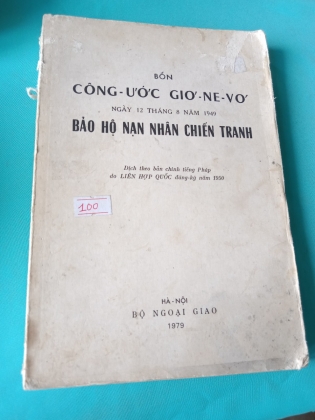 BỐN
CÔNG-ƯỚC GIƠ-NE-VƠ
NGÀY 12 THÁNG 8 NĂM 1949
BẢO HỘ NẠN NHÂN CHIẾN TRANH
Dịch theo bản chính tiếng Pháp
do LIÊN HỢP QUỐC đăng-ký năm 1950
100
HÀ-NỘI
BỘ NGOẠI GIAO
1979